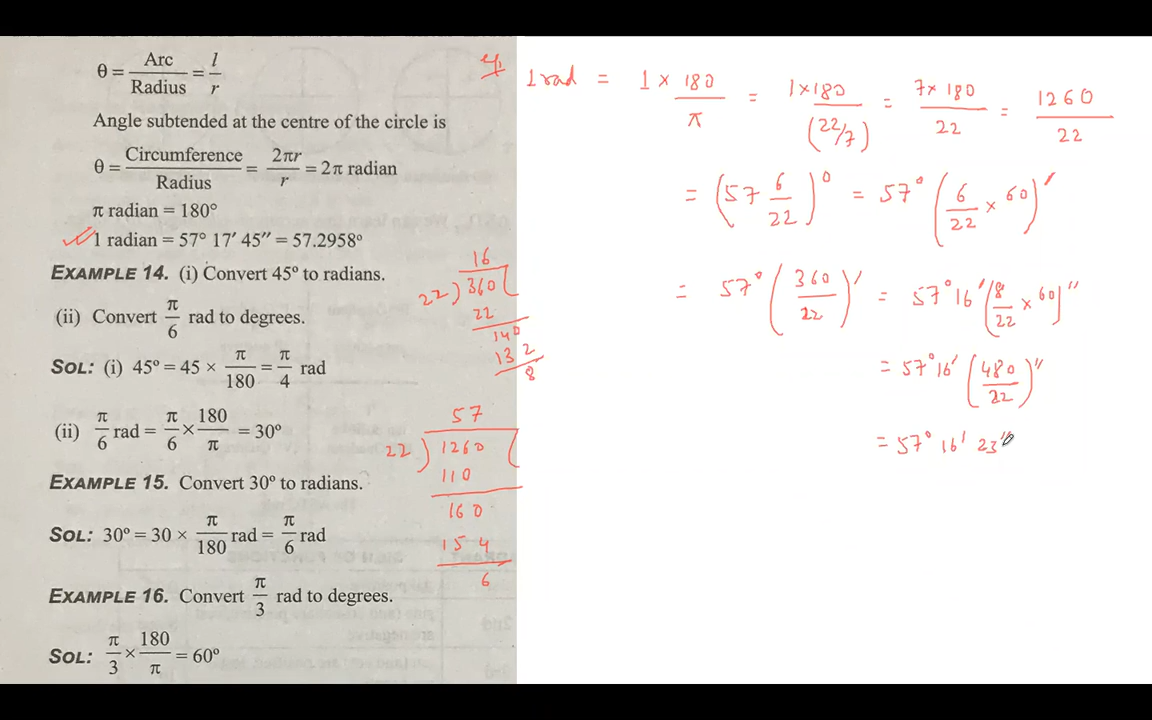 θ = Arc / Radius = l / r
Angle subtended at the centre of the circle is
θ = Circumference / Radius = 2πr / r = 2π radian
π radian = 180°
1 radian = 57° 17′ 45″ = 57.2958°
EXAMPLE 14. (i) Convert 45° to radians.
(ii) Convert π/6 rad to degrees.
SOL: (i) 45° = 45 × π/180 = π/4 rad
(ii) π/6 rad = π/6 × 180/π = 30°
EXAMPLE 15. Convert 30° to radians.
SOL: 30° = 30 × π/180 rad = π/6 rad
EXAMPLE 16. Convert π/3 rad to degrees.
SOL: π/3 × 180/π = 60°
16
22 ) 360 (
22
140
132
8
57
22 ) 1260 (
110
160
154
6
1 rad = 1 × 180 / π = 1 × 180 / (22/7) = 7 × 180 / 22 = 1260 / 22
= (57 6/22)° = 57° (6/22 × 60)′
= 57° (360/22)′ = 57° 16′ (8/22 × 60)″
= 57° 16′ (480/22)″
= 57° 16′ 23″